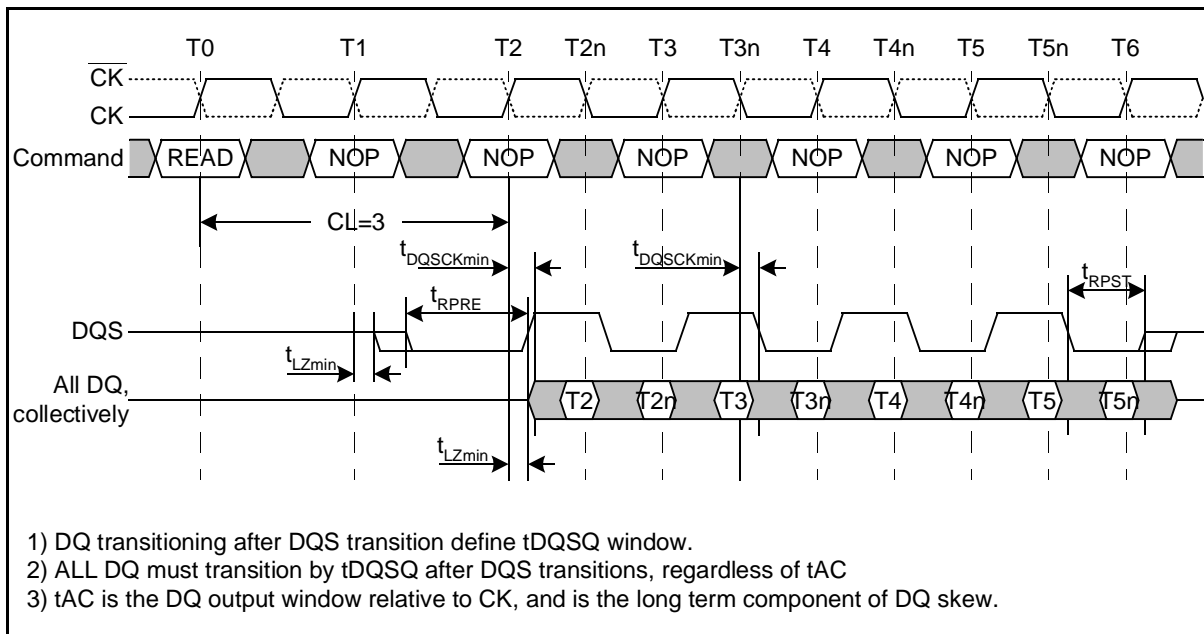 T0 T1 T2 T2n T3 T3n T4 T4n T5 T5n T6
CK
CK
Command READ NOP NOP NOP NOP NOP NOP
CL=3
tDQSCKmin tDQSCKmin
tRPRE tRPST
DQS
tLZmin
All DQ,
collectively
T2 T2n T3 T3n T4 T4n T5 T5n
tLZmin
1) DQ transitioning after DQS transition define tDQSQ window.
2) ALL DQ must transition by tDQSQ after DQS transitions, regardless of tAC
3) tAC is the DQ output window relative to CK, and is the long term component of DQ skew.